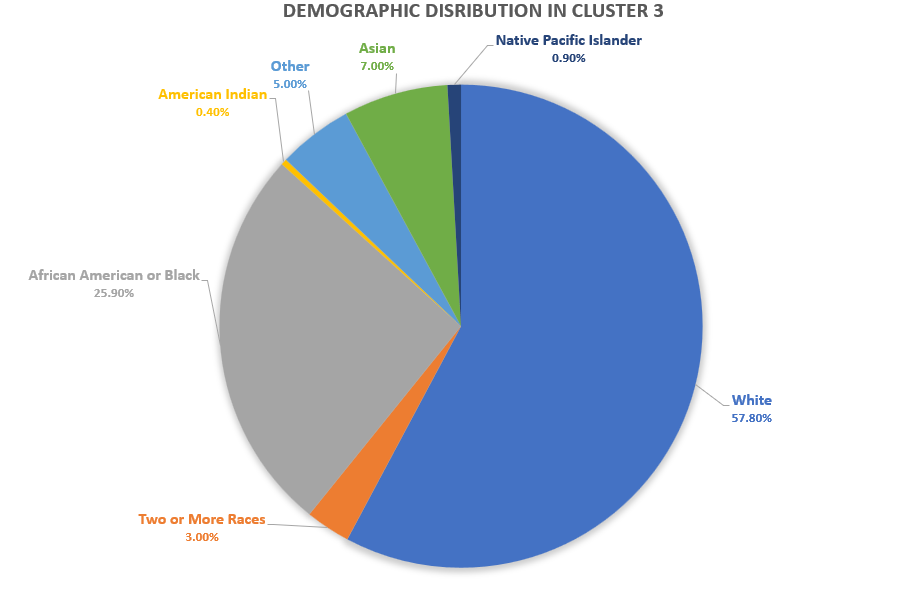 DEMOGRAPHIC DISRIBUTION IN CLUSTER 3
Native Pacific Islander
0.90%
Asian
7.00%
Other
5.00%
American Indian
0.40%
African American or Black
25.90%
White
57.80%
Two or More Races
3.00%